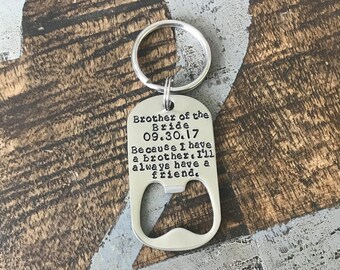 Brother of the
Bride
09.30.17
Because I have
a brother, I'll
always have a
friend.